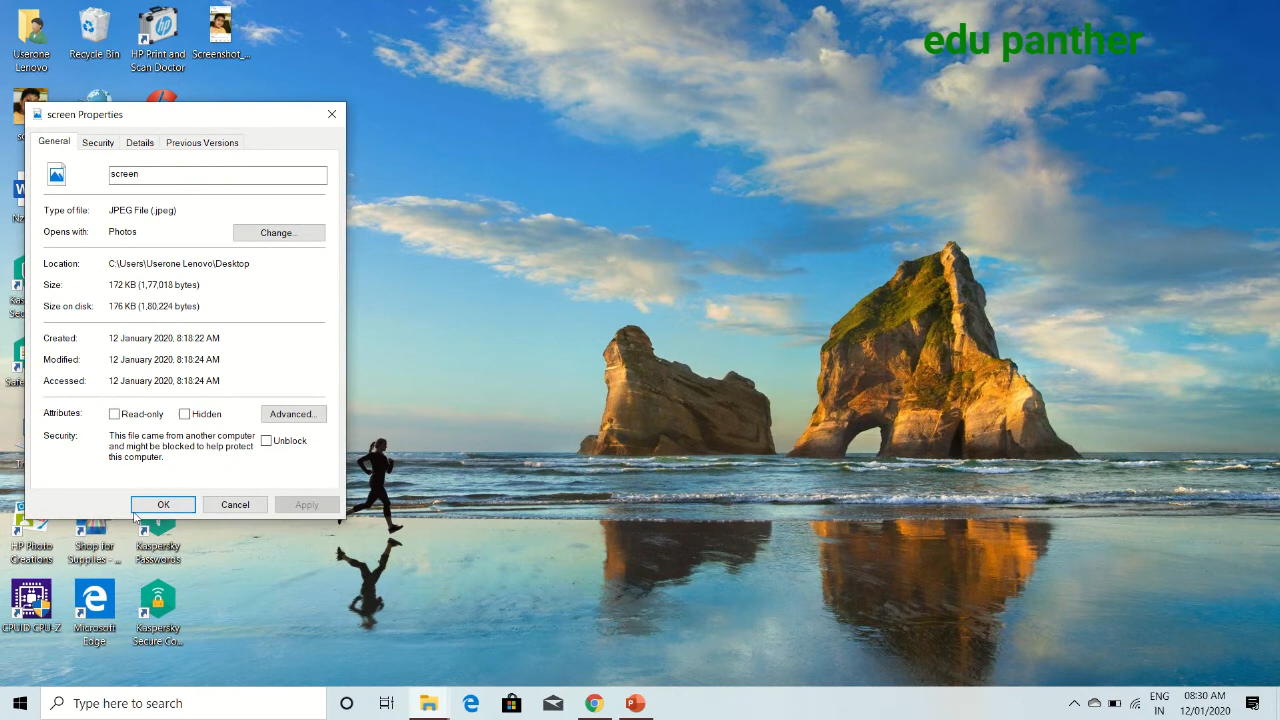 edu panther
Userone
Lenovo
Recycle Bin
HP Print and
Scan Doctor
Screenshot_...
screen Properties
General
Security
Details
Previous Versions
screen
Type of file:
JPEG File (.jpeg)
Opens with:
Photos
Change...
Location:
C:\Users\Userone Lenovo\Desktop
Size:
172 KB (1,77,018 bytes)
Size on disk:
176 KB (1,80,224 bytes)
Created:
12 January 2020, 8:18:22 AM
Modified:
12 January 2020, 8:18:24 AM
Accessed:
12 January 2020, 8:18:24 AM
Attributes:
Read-only
Hidden
Advanced...
Security:
This file came from another computer
and might be blocked to help protect
this computer.
Unblock
OK
Cancel
Apply
HP Photo
Creations
Shop for
Supplies - ...
Kaspersky
Passwords
CPUID CPU-Z
Microsoft
Edge
Kaspersky
Secure Co...
Type here to search
ENG
IN
08:30 AM
12/01/2020